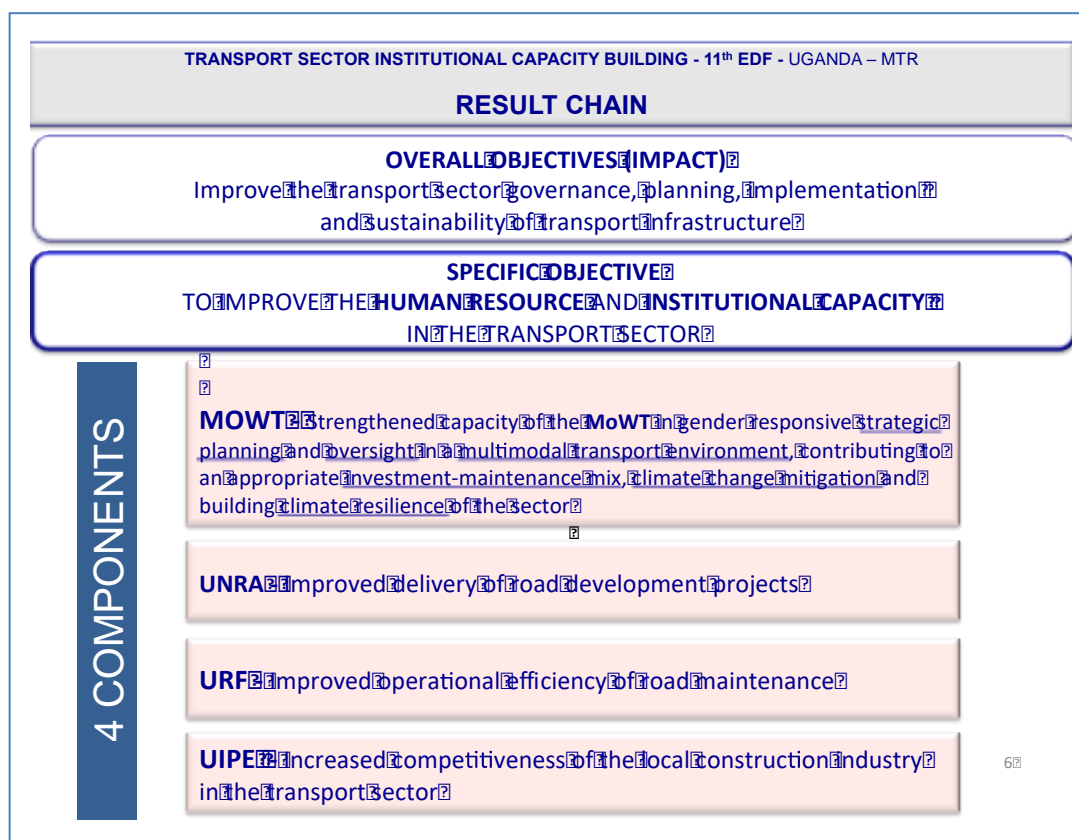 TRANSPORT SECTOR INSTITUTIONAL CAPACITY BUILDING - 11th EDF - UGANDA – MTR
RESULT CHAIN
OVERALL OBJECTIVES (IMPACT)
Improve the transport sector governance, planning, implementation
and sustainability of transport infrastructure
SPECIFIC OBJECTIVE
TO IMPROVE THE HUMAN RESOURCE AND INSTITUTIONAL CAPACITY
IN THE TRANSPORT SECTOR
4 COMPONENTS
MOWT - Strengthened capacity of the MoWT in gender responsive strategic
planning and oversight in a multimodal transport environment, contributing to
an appropriate investment-maintenance mix, climate change mitigation and
building climate resilience of the sector
UNRA - Improved delivery of road development projects
URF - Improved operational efficiency of road maintenance
UIPE - Increased competitiveness of the local construction industry
in the transport sector
6